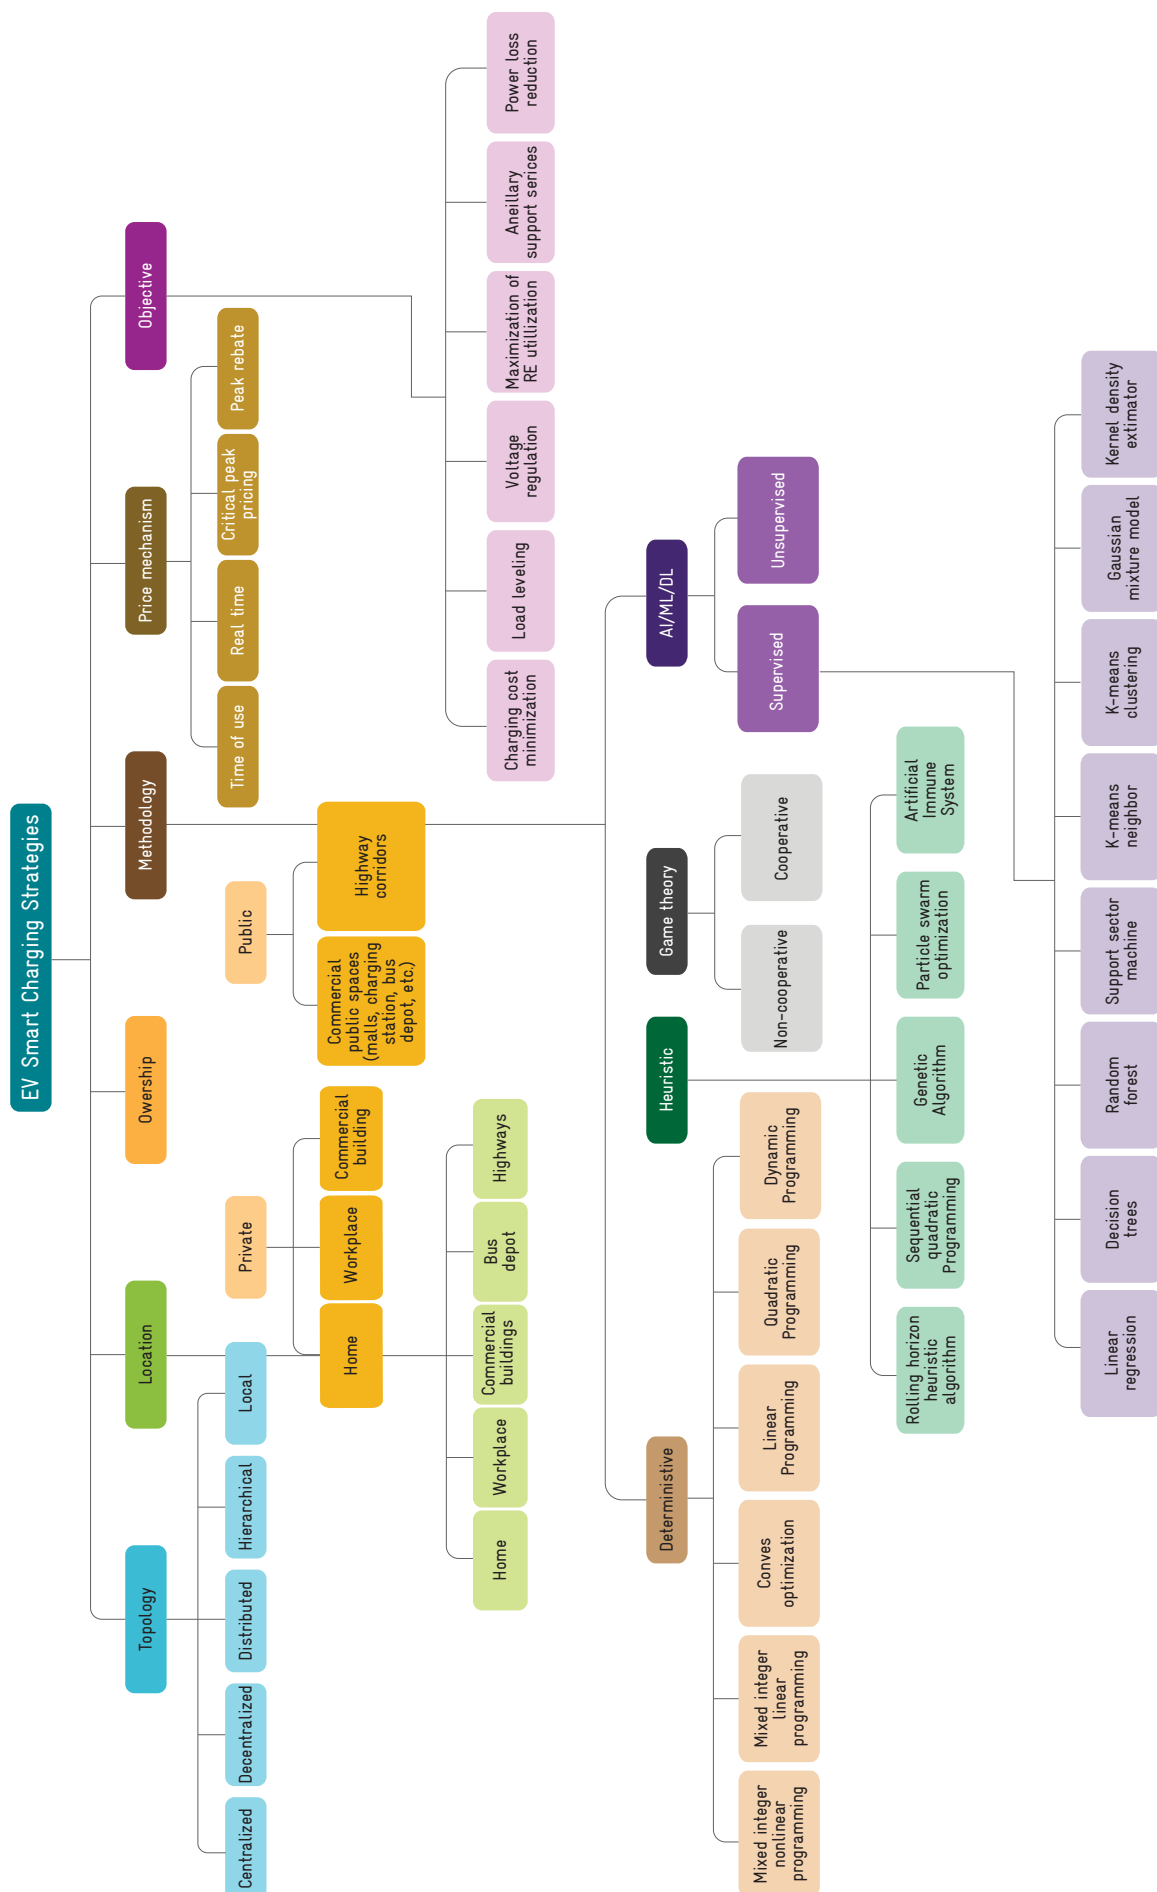 EV Smart Charging Strategies
Topology
Location
Owership
Methodology
Price mechanism
Objective
Centralized
Decentralized
Distributed
Hierarchical
Local
Private
Public
Time of use
Real time
Critical peak
pricing
Peak rebate
Home
Workplace
Commercial
building
Commercial
public spaces
(malls, charging
station, bus
depot, etc.)
Highway
corridors
Home
Workplace
Commercial
buildings
Bus
depot
Highways
Charging cost
minimization
Load leveling
Voltage
regulation
Maximization of
RE utillization
Aneillary
support serices
Power loss
reduction
Deterministive
Heuristic
Game theory
AI/ML/DL
Mixed integer
nonlinear
programming
Mixed integer
linear
programming
Conves
optimization
Linear
Programming
Quadratic
Programming
Dynamic
Programming
Non-cooperative
Cooperative
Supervised
Unsupervised
Rolling horizon
heuristic
algorithm
Sequential
quadratic
Programming
Genetic
Algorithm
Particle swarm
optimization
Artificial
Immune
System
Linear
regression
Decision
trees
Random
forest
Support sector
machine
K-means
neighbor
K-means
clustering
Gaussian
mixture model
Kernel density
extimator